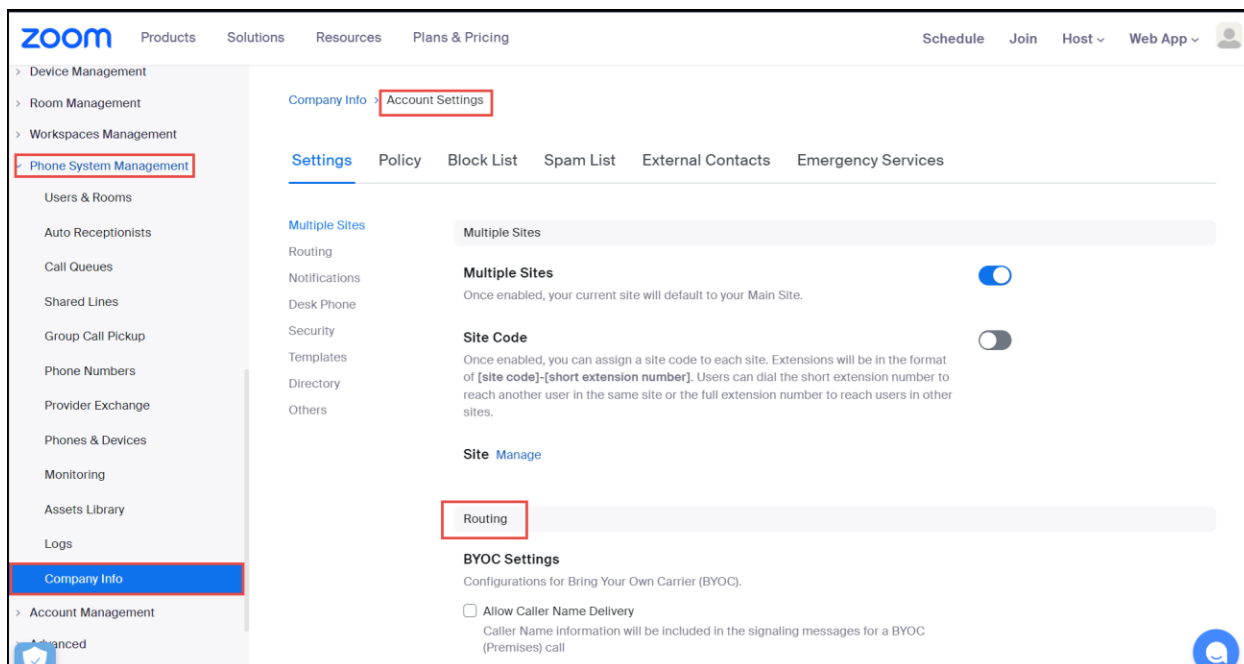 zoom Products Solutions Resources Plans & Pricing Schedule Join Host Web App
Device Management
Room Management
Workspaces Management
Phone System Management
Users & Rooms
Auto Receptionists
Call Queues
Shared Lines
Group Call Pickup
Phone Numbers
Provider Exchange
Phones & Devices
Monitoring
Assets Library
Logs
Company Info
Account Management
Company Info > Account Settings
Settings Policy Block List Spam List External Contacts Emergency Services
Multiple Sites
Routing
Notifications
Desk Phone
Security
Templates
Directory
Others
Multiple Sites
Multiple Sites
Once enabled, your current site will default to your Main Site.
Site Code
Once enabled, you can assign a site code to each site. Extensions will be in the format
of [site code]-[short extension number]. Users can dial the short extension number to
reach another user in the same site or the full extension number to reach users in other
sites.
Site Manage
Routing
BYOC Settings
Configurations for Bring Your Own Carrier (BYOC).
Allow Caller Name Delivery
Caller Name information will be included in the signaling messages for a BYOC
(Premises) call